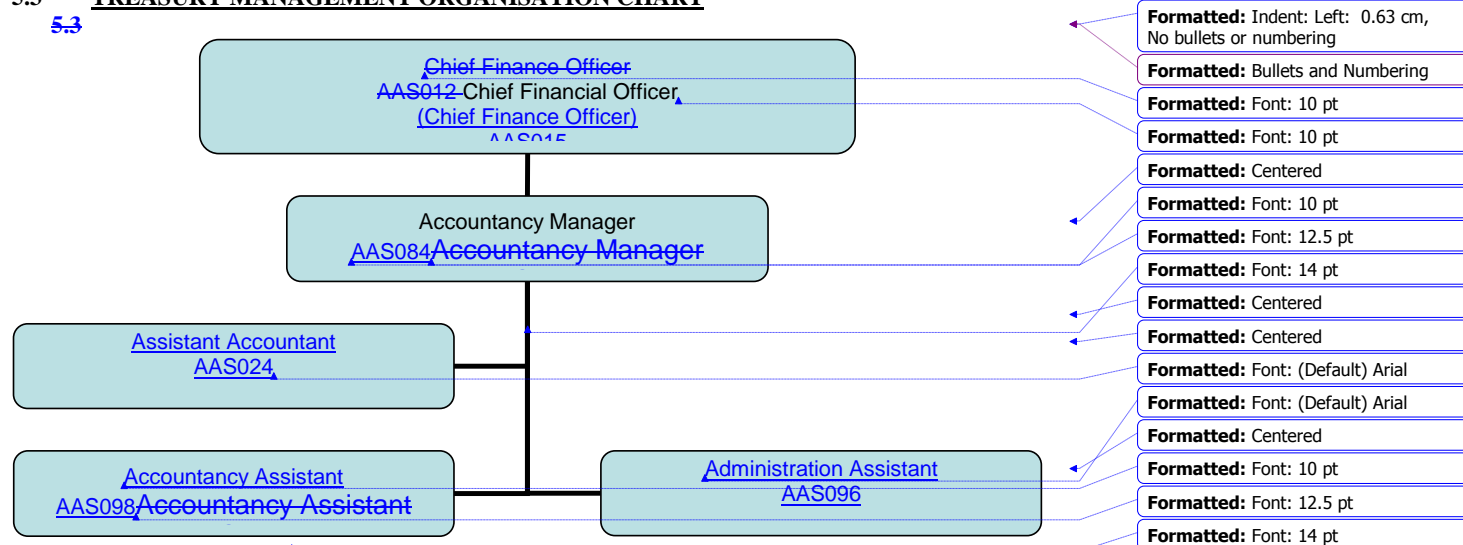 5.3 TREASURY MANAGEMENT ORGANISATION CHART
5.3
Chief Finance Officer
AAS012 Chief Financial Officer
(Chief Finance Officer)
AAS015
Accountancy Manager
AAS084Accountancy Manager
Assistant Accountant
AAS024
Accountancy Assistant
AAS098Accountancy Assistant
Administration Assistant
AAS096
Formatted: Indent: Left: 0.63 cm,
No bullets or numbering
Formatted: Bullets and Numbering
Formatted: Font: 10 pt
Formatted: Font: 10 pt
Formatted: Centered
Formatted: Font: 10 pt
Formatted: Font: 12.5 pt
Formatted: Font: 14 pt
Formatted: Centered
Formatted: Centered
Formatted: Font: (Default) Arial
Formatted: Font: (Default) Arial
Formatted: Centered
Formatted: Font: 10 pt
Formatted: Font: 12.5 pt
Formatted: Font: 14 pt